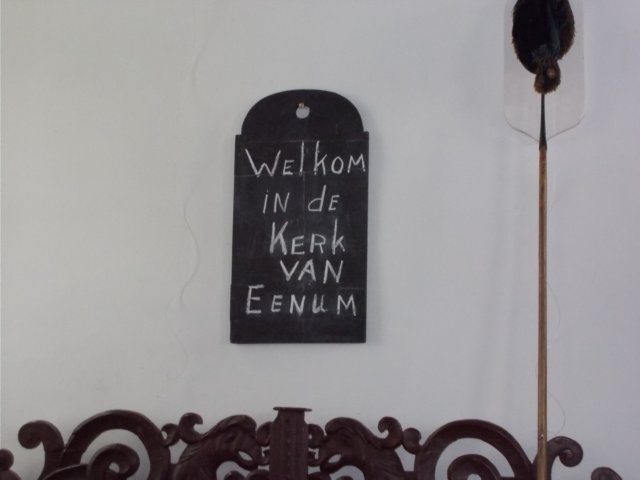 Welkom
in de
Kerk
van
Eenum